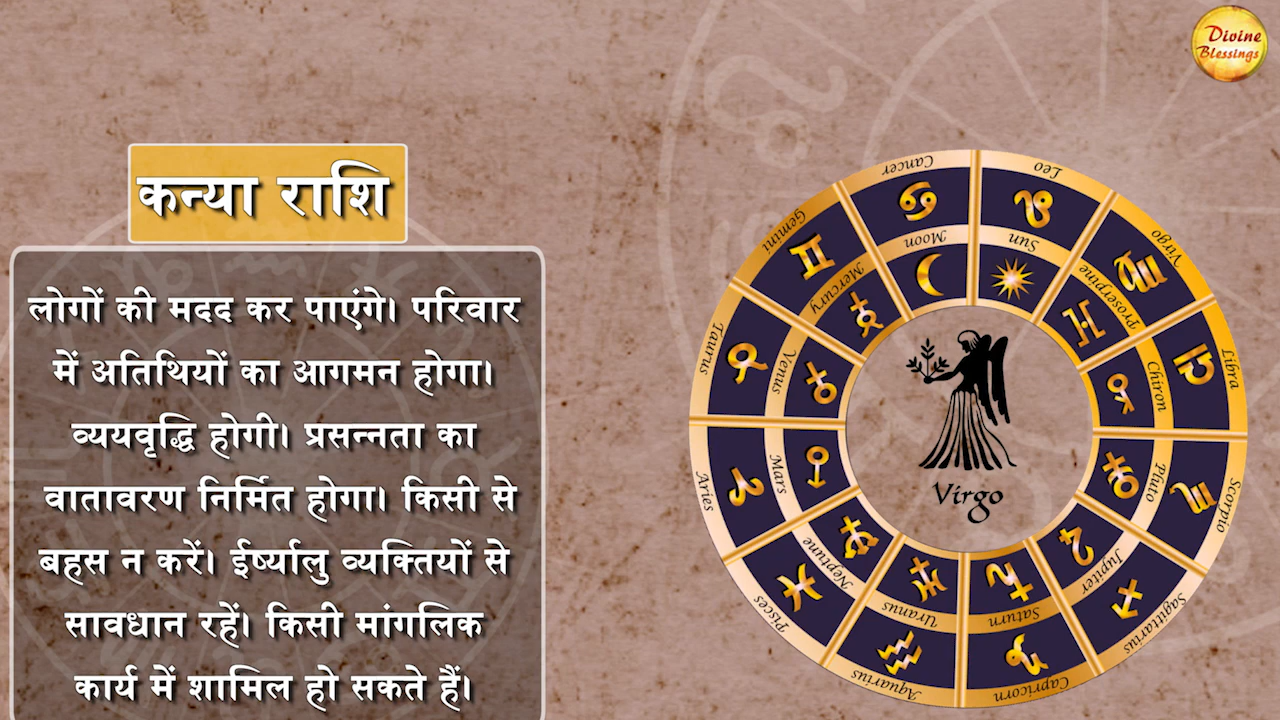 Divine
Blessings
कन्या राशि
लोगों की मदद कर पाएंगे। परिवार
में अतिथियों का आगमन होगा।
व्ययवृद्धि होगी। प्रसन्नता का
वातावरण निर्मित होगा। किसी से
बहस न करें। ईर्ष्यालु व्यक्तियों से
सावधान रहें। किसी मांगलिक
कार्य में शामिल हो सकते हैं।
Cancer
Leo
Virgo
Libra
Scorpio
Sagittarius
Capricorn
Aquarius
Pisces
Aries
Taurus
Gemini
Moon
Sun
Proserpine
Chiron
Pluto
Jupiter
Saturn
Uranus
Neptune
Mars
Venus
Mercury
Virgo